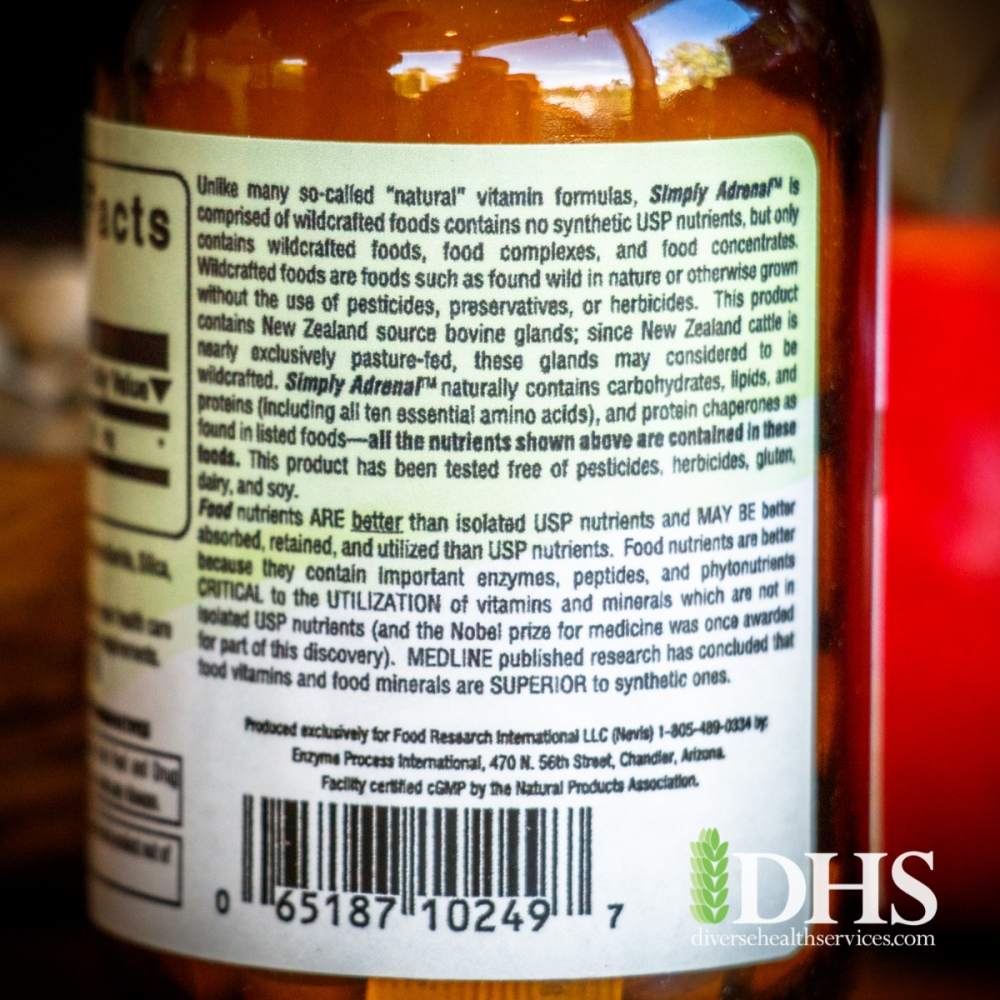 Facts
Value▼
Silica,
health care
Unlike many so-called "natural" vitamin formulas, Simply Adrenal™ is
comprised of wildcrafted foods contains no synthetic USP nutrients, but only
contains wildcrafted foods, food complexes, and food concentrates.
Wildcrafted foods are foods such as found wild in nature or otherwise grown
without the use of pesticides, preservatives, or herbicides. This product
contains New Zealand source bovine glands; since New Zealand cattle is
nearly exclusively pasture-fed, these glands may considered to be
wildcrafted. Simply Adrenal™ naturally contains carbohydrates, lipids, and
proteins (including all ten essential amino acids), and protein chaperones as
found in listed foods—all the nutrients shown above are contained in these
foods. This product has been tested free of pesticides, herbicides, gluten,
dairy, and soy.
Food nutrients ARE better than isolated USP nutrients and MAY BE better
absorbed, retained, and utilized than USP nutrients. Food nutrients are better
because they contain important enzymes, peptides, and phytonutrients
CRITICAL to the UTILIZATION of vitamins and minerals which are not in
isolated USP nutrients (and the Nobel prize for medicine was once awarded
for part of this discovery). MEDLINE published research has concluded that
food vitamins and food minerals are SUPERIOR to synthetic ones.
Produced exclusively for Food Research International LLC (Nevis) 1-805-489-0334 by:
Enzyme Process International, 470 N. 56th Street, Chandler, Arizona.
Facility certified cGMP by the Natural Products Association.
0 65187 10249 7
DHS
diversehealthservices.com